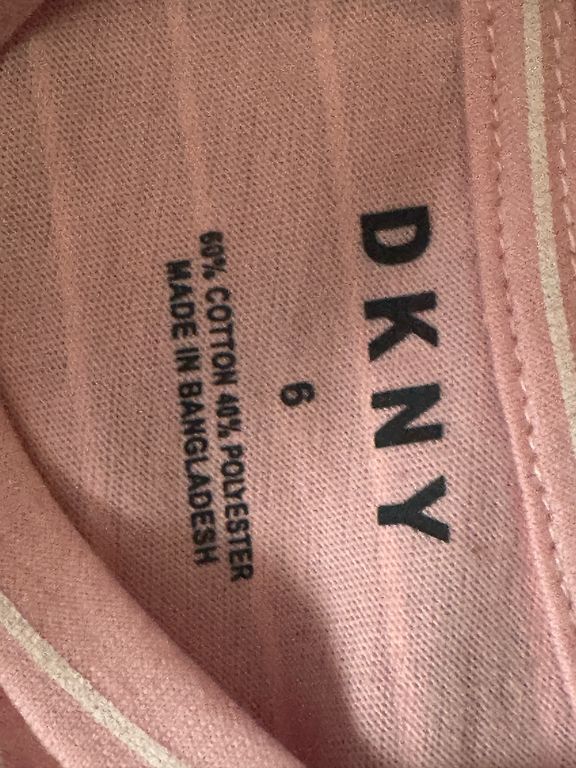 DKNY
6
60% COTTON 40% POLYESTER
MADE IN BANGLADESH